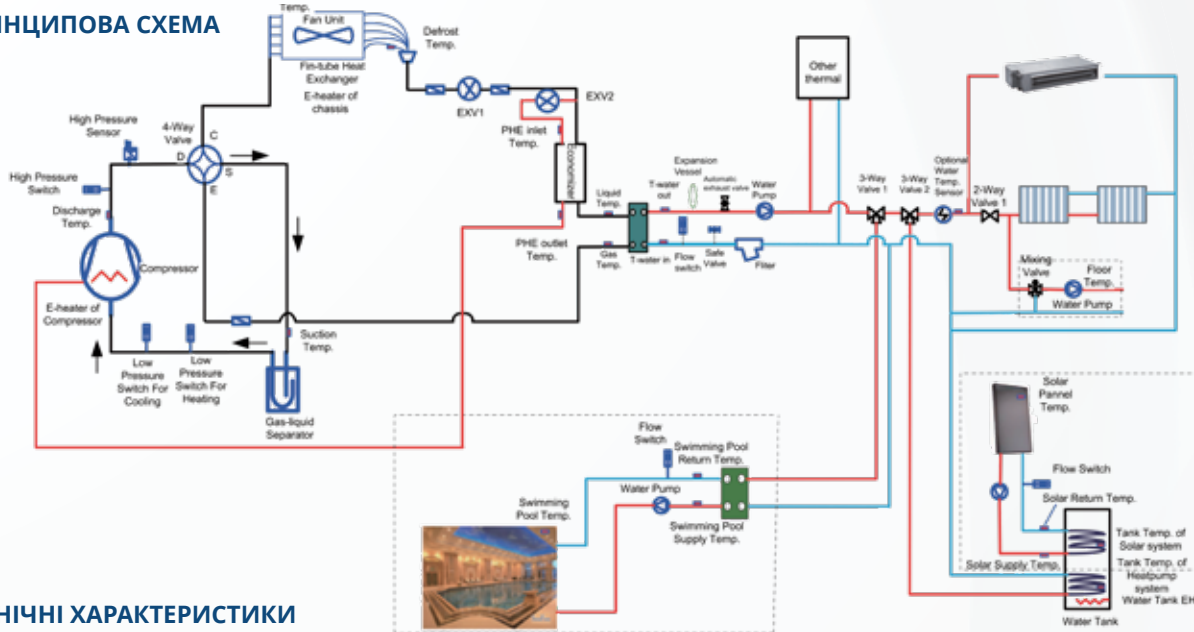 НЦИПОВА СХЕМА
Temp.
Fan Unit
Defrost
Temp.
Fin-tube Heat
Exchanger
E-heater of
chassis
EXV1
EXV2
PHE inlet
Temp.
Economizer
High Pressure
Sensor
4-Way
Valve
C
D
S
E
High Pressure
Switch
Discharge
Temp.
Compressor
E-heater of
Compressor
Low
Pressure
Switch For
Cooling
Low
Pressure
Switch For
Heating
Suction
Temp.
Gas-liquid
Separator
PHE outlet
Temp.
Liquid
Temp.
Gas
Temp.
T-water
out
T-water in
Expansion
Vessel
Automatic
exhaust valve
Water
Pump
Flow
switch
Safe
Valve
Filter
Other
thermal
3-Way
Valve 1
3-Way
Valve 2
Optional
Water
Temp.
Sensor
2-Way
Valve 1
Mixing
Valve
Floor
Temp.
Water Pump
Solar
Pannel
Temp.
Flow Switch
Solar Return Temp.
Solar Supply Temp.
Tank Temp. of
Solar system
Tank Temp. of
Heatpump
system
Water Tank EH
Water Tank
Flow
Switch
Swimming Pool
Return Temp.
Water Pump
Swimming
Pool Temp.
Swimming Pool
Supply Temp.
НІЧНІ ХАРАКТЕРИСТИКИ